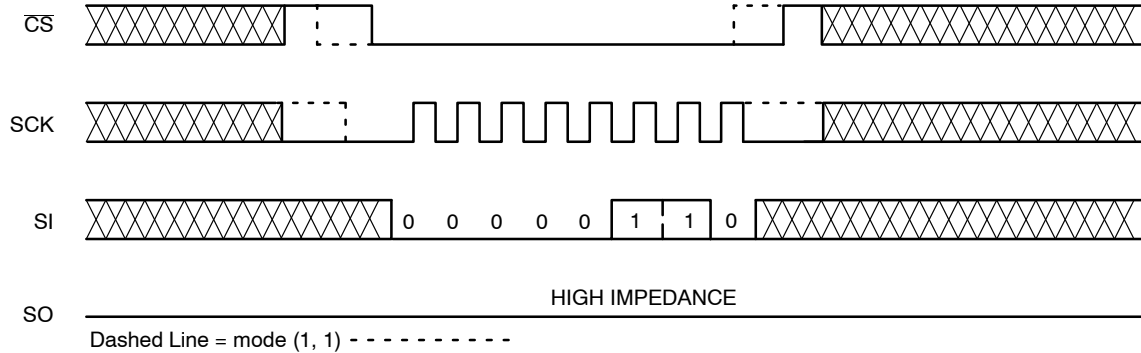 CS
SCK
SI 0 0 0 0 0 1 1 0
SO HIGH IMPEDANCE
Dashed Line = mode (1, 1)